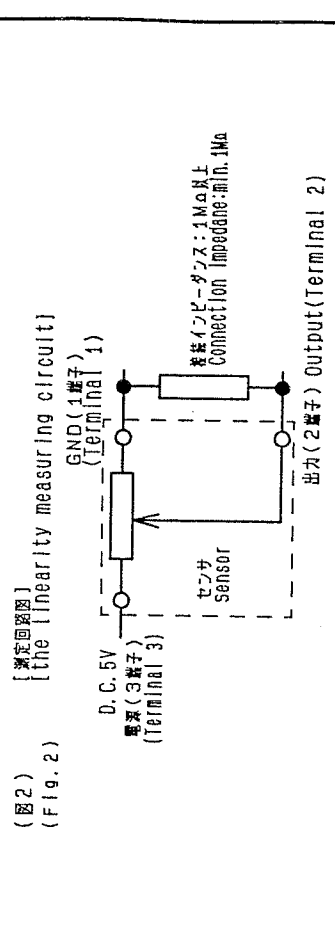 (図2)
(Fig. 2)
[測定回路図]
[the linearity measuring circuit]
D.C.5V
電源(3端子)
(Terminal 3)
GND(1端子)
(Terminal 1)
センサ
Sensor
接続インピーダンス:1MΩ以上
Connection Impedane:min.1MΩ
出力(2端子) Output(Terminal 2)